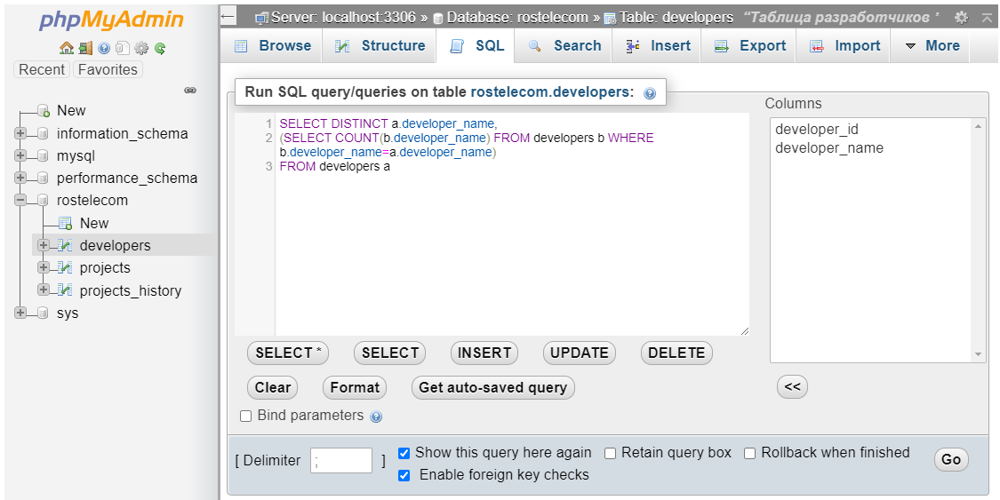 phpMyAdmin
Recent Favorites
New
information_schema
mysql
performance_schema
rostelecom
New
developers
projects
projects_history
sys
Server: localhost:3306 » Database: rostelecom » Table: developers "Таблица разработчиков "
Browse Structure SQL Search Insert Export Import More
Run SQL query/queries on table rostelecom.developers:
1 SELECT DISTINCT a.developer_name,
2 (SELECT COUNT(b.developer_name) FROM developers b WHERE
b.developer_name=a.developer_name)
3 FROM developers a
Columns
developer_id
developer_name
SELECT * SELECT INSERT UPDATE DELETE
Clear Format Get auto-saved query <<
Bind parameters
[ Delimiter ; ]
Show this query here again Retain query box Rollback when finished Go
Enable foreign key checks